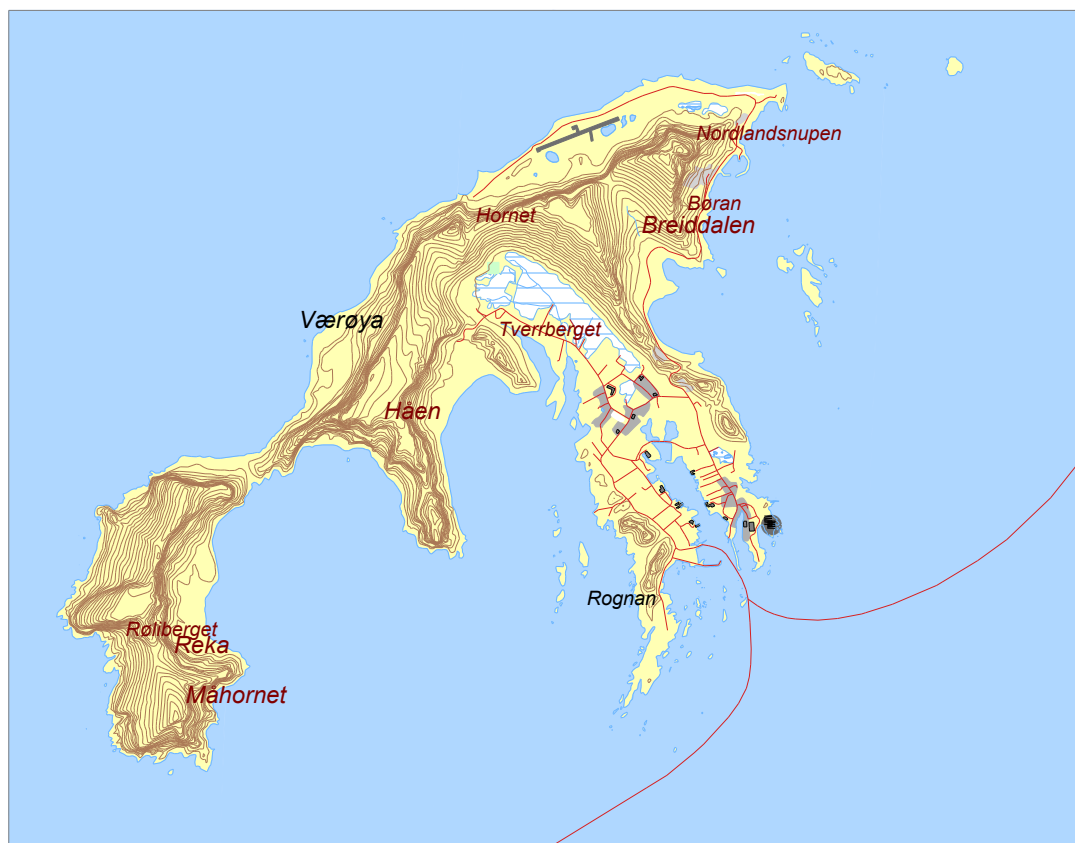 Nordlandsnupen
Børan
Hornet
Breiddalen
Værøya
Tverrberget
Håen
Rognan
Røliberget
Reka
Måhornet